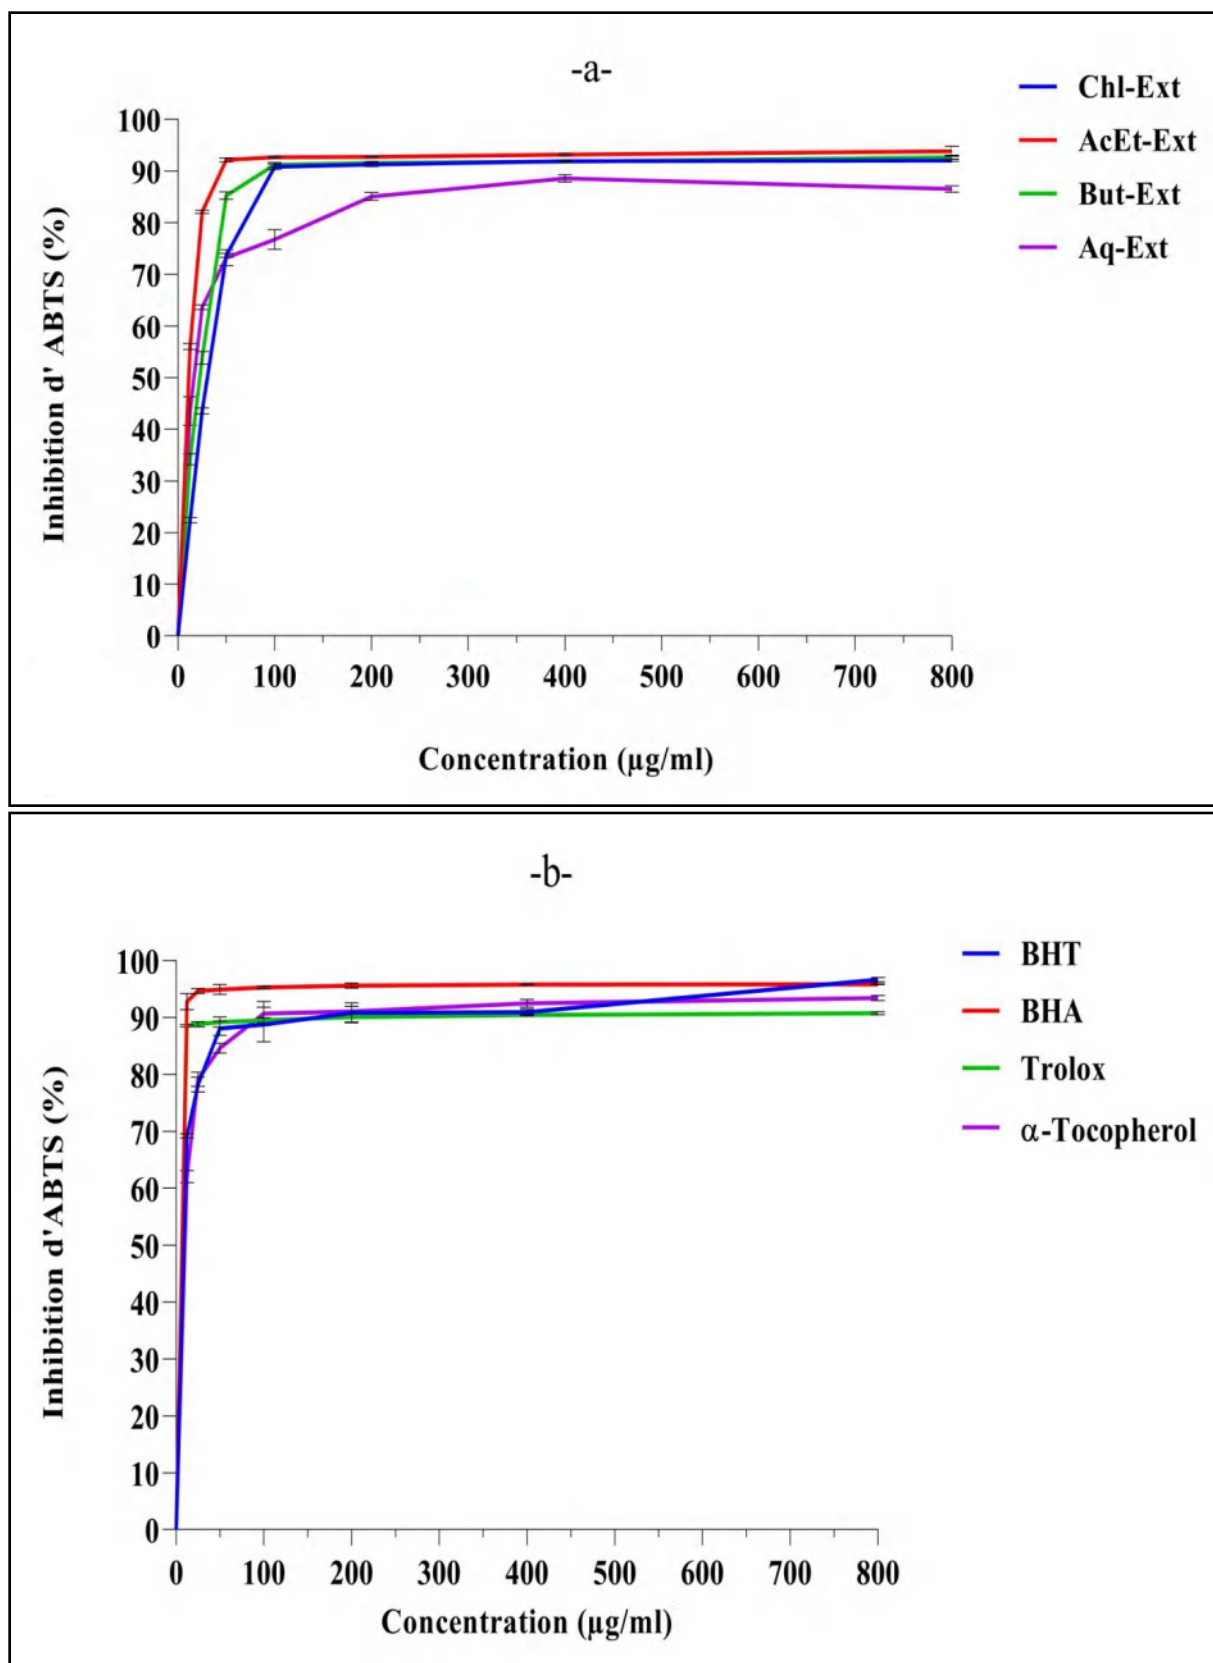 -a-
Chl-Ext
AcEt-Ext
But-Ext
Aq-Ext
Inhibition d' ABTS (%)
100
90
80
70
60
50
40
30
20
10
0
0 100 200 300 400 500 600 700 800
Concentration (µg/ml)
-b-
BHT
BHA
Trolox
α-Tocopherol
Inhibition d'ABTS (%)
100
90
80
70
60
50
40
30
20
10
0
0 100 200 300 400 500 600 700 800
Concentration (µg/ml)